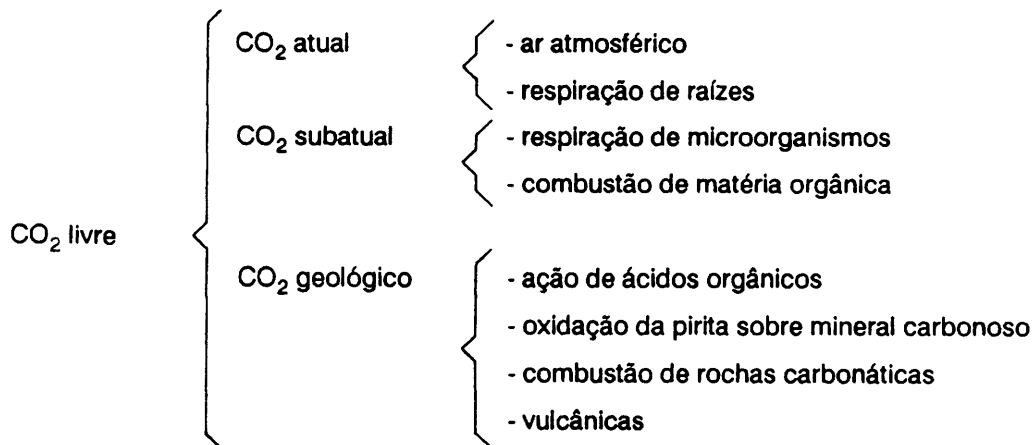 CO₂ atual
- ar atmosférico
- respiração de raízes
CO₂ subatual
- respiração de microorganismos
- combustão de matéria orgânica
CO₂ livre
CO₂ geológico
- ação de ácidos orgânicos
- oxidação da pirita sobre mineral carbonoso
- combustão de rochas carbonáticas
- vulcânicas